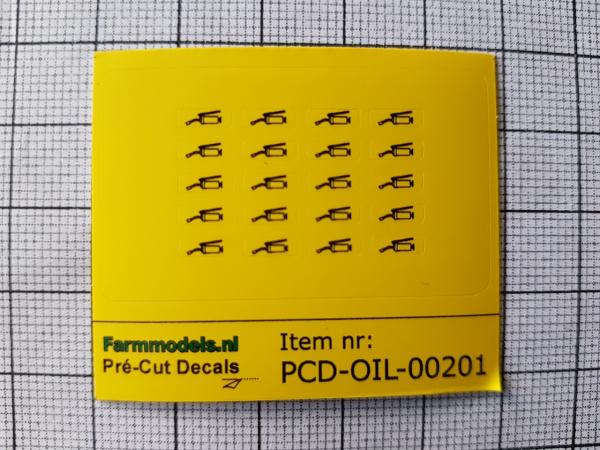 Farmmodels.nl
Pré-Cut Decals
Item nr:
PCD-OIL-00201